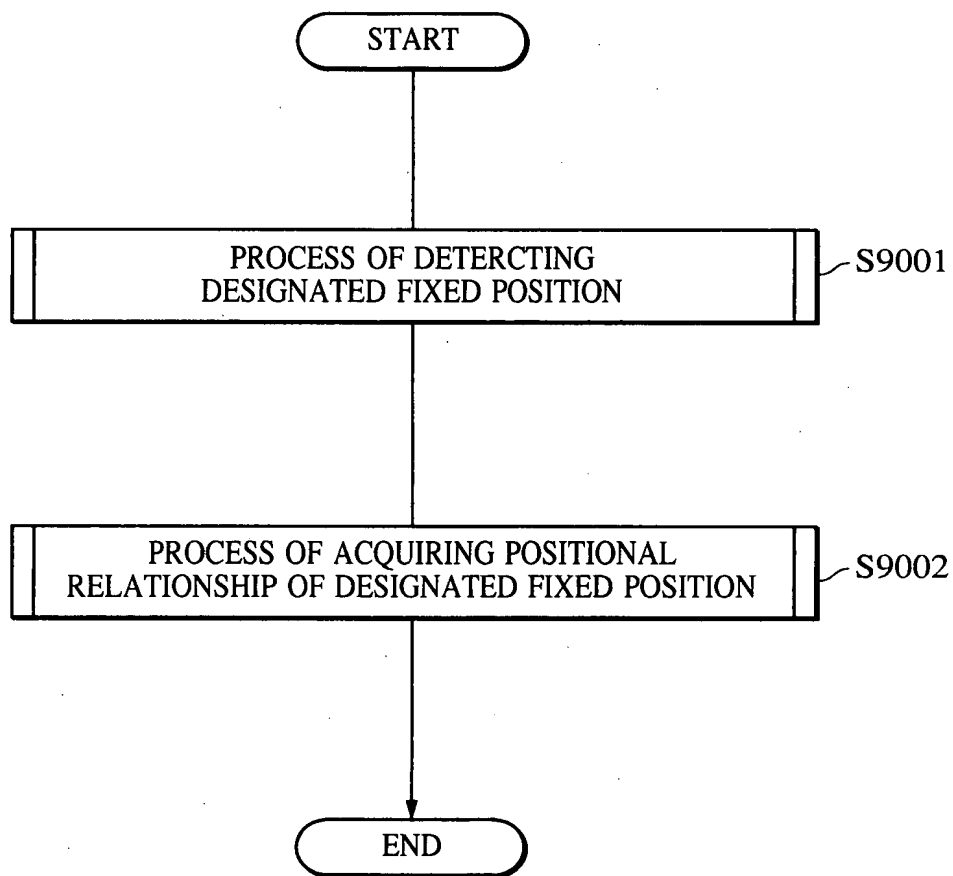 START
PROCESS OF DETERCTING
DESIGNATED FIXED POSITION
S9001
PROCESS OF ACQUIRING POSITIONAL
RELATIONSHIP OF DESIGNATED FIXED POSITION
S9002
END